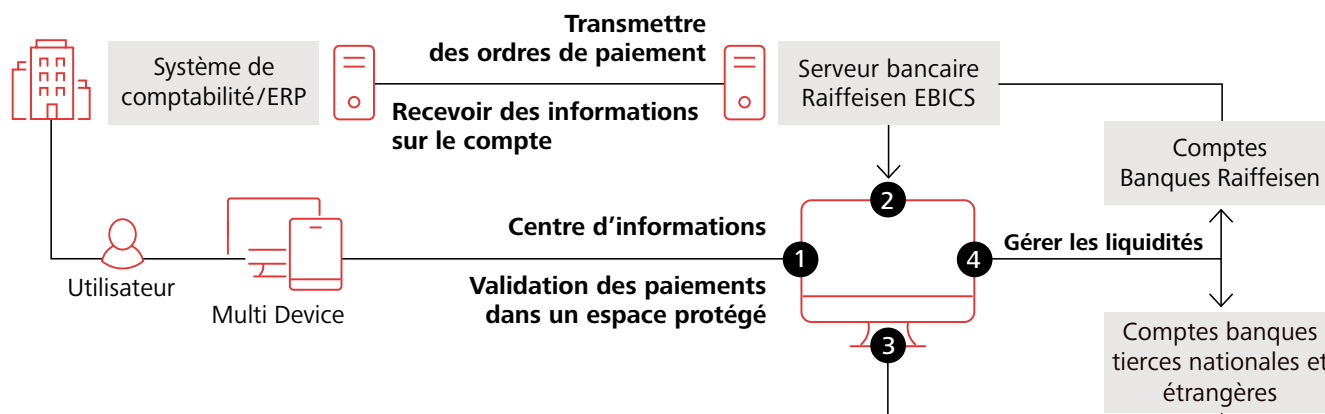 Transmettre
des ordres de paiement
Système de
comptabilité/ERP
Serveur bancaire
Raiffeisen EBICS
Recevoir des informations
sur le compte
Comptes
Banques Raiffeisen
2
Centre d’informations
1
4
Gérer les liquidités
Utilisateur
Multi Device
Validation des paiements
dans un espace protégé
3
Comptes banques
tierces nationales et
étrangères